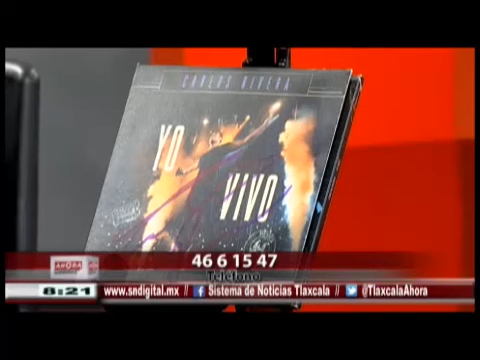 CARLOS RIVERA
YO
VIVO
AHORA
46 6 15 47
Teléfono
8:21
www.sndigital.mx // Sistema de Noticias Tlaxcala // @TlaxcalaAhora